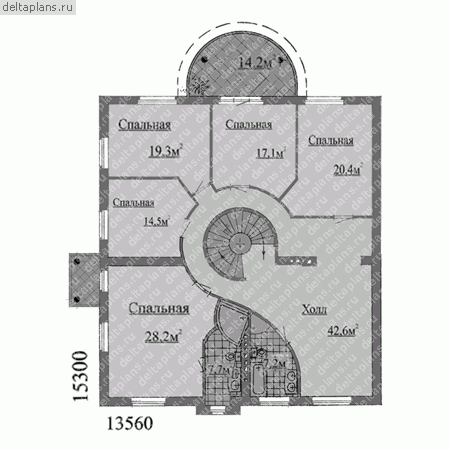 deltaplans.ru
14.2м²
Спальная
19.3м²
Спальная
17.1м²
Спальная
20.4м²
Спальная
14.5м²
Спальная
28.2м²
Холл
42.6м²
7.7м²
7.2м²
15300
13560
deltaplans.ru